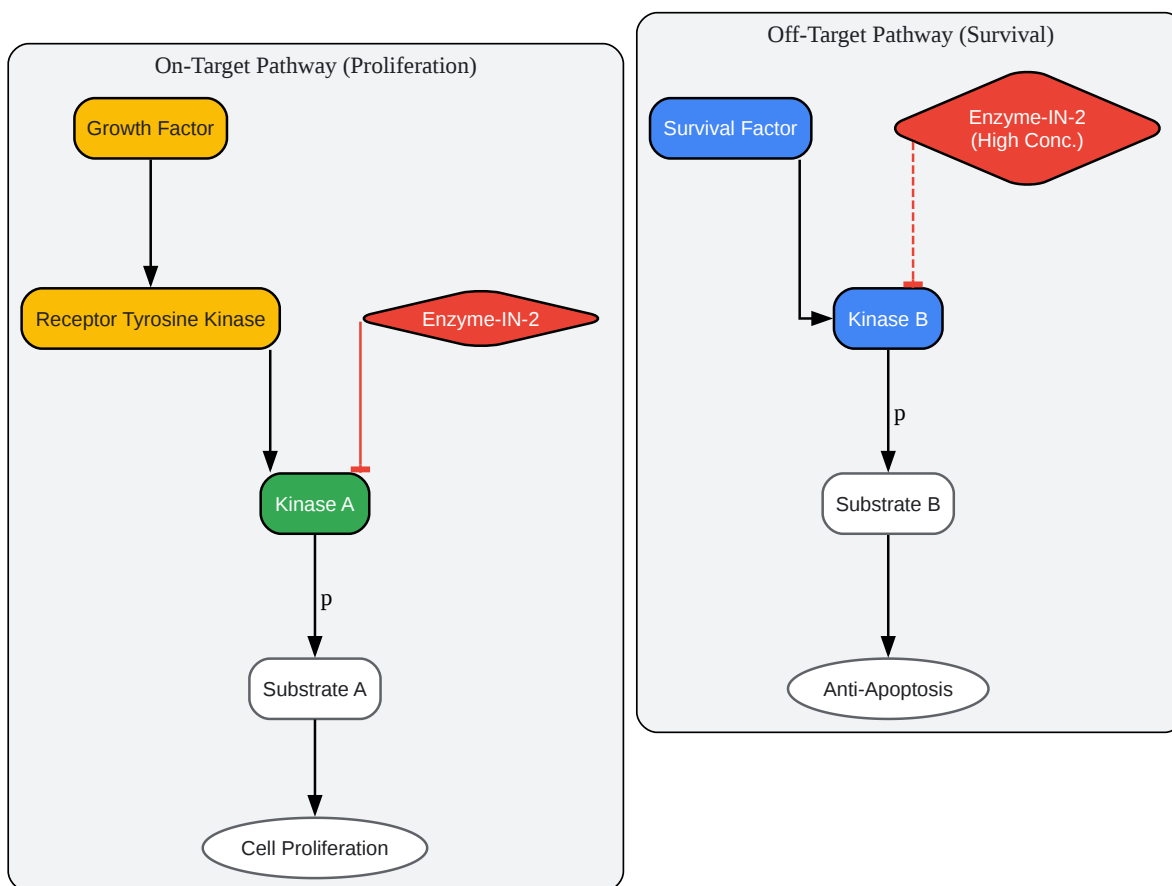 On-Target Pathway (Proliferation)
Growth Factor
Receptor Tyrosine Kinase
Enzyme-IN-2
Kinase A
p
Substrate A
Cell Proliferation
Off-Target Pathway (Survival)
Survival Factor
Enzyme-IN-2
(High Conc.)
Kinase B
p
Substrate B
Anti-Apoptosis